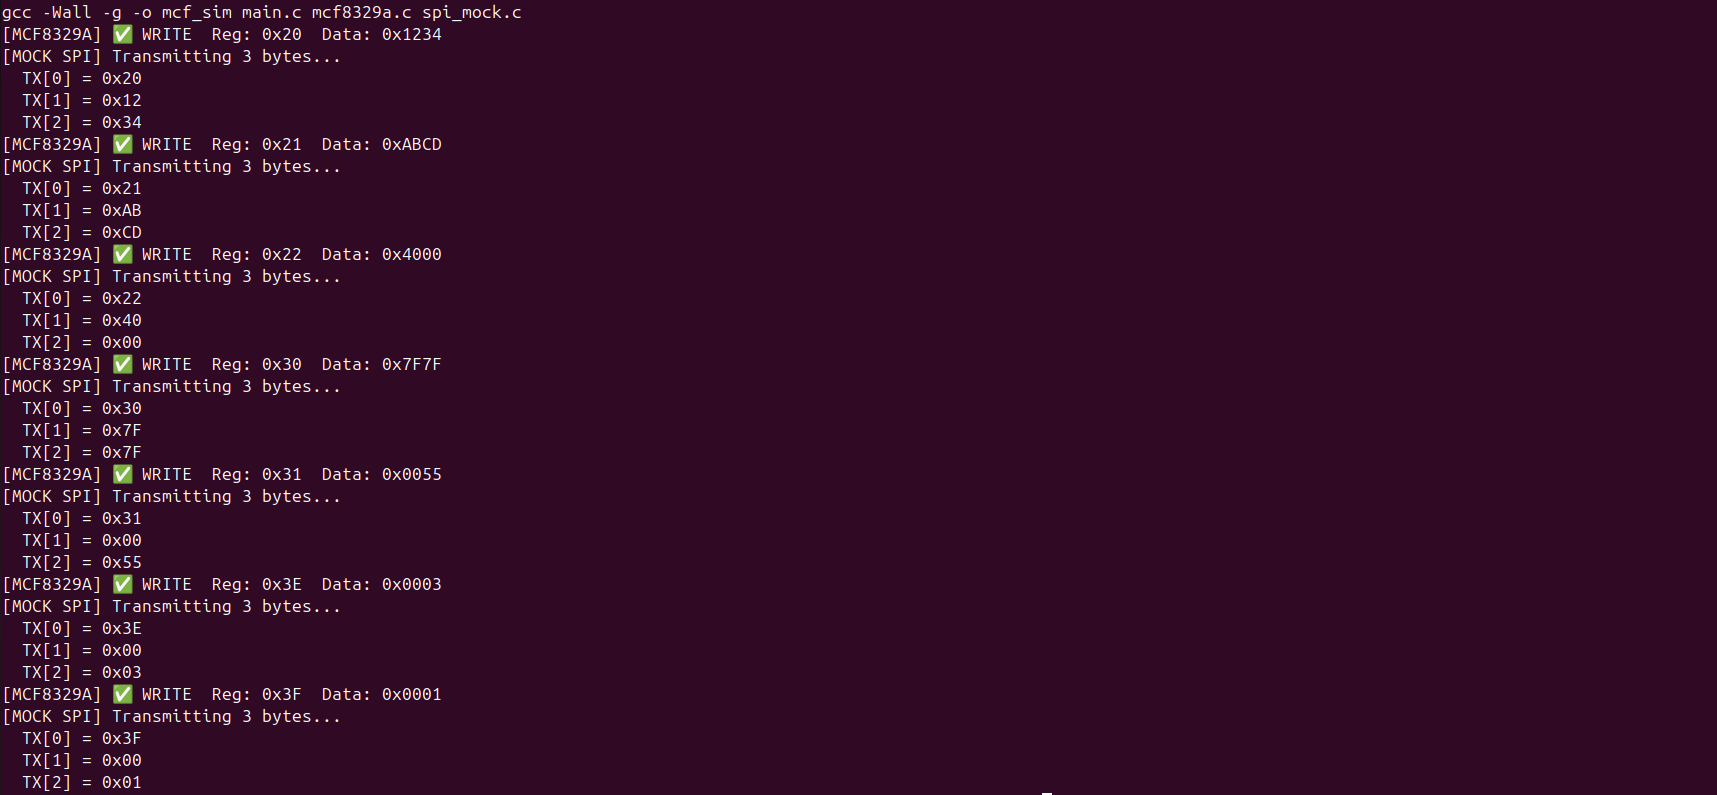 gcc -Wall -g -o mcf_sim main.c mcf8329a.c spi_mock.c
[MCF8329A] ✅ WRITE  Reg: 0x20  Data: 0x1234
[MOCK SPI] Transmitting 3 bytes...
  TX[0] = 0x20
  TX[1] = 0x12
  TX[2] = 0x34
[MCF8329A] ✅ WRITE  Reg: 0x21  Data: 0xABCD
[MOCK SPI] Transmitting 3 bytes...
  TX[0] = 0x21
  TX[1] = 0xAB
  TX[2] = 0xCD
[MCF8329A] ✅ WRITE  Reg: 0x22  Data: 0x4000
[MOCK SPI] Transmitting 3 bytes...
  TX[0] = 0x22
  TX[1] = 0x40
  TX[2] = 0x00
[MCF8329A] ✅ WRITE  Reg: 0x30  Data: 0x7F7F
[MOCK SPI] Transmitting 3 bytes...
  TX[0] = 0x30
  TX[1] = 0x7F
  TX[2] = 0x7F
[MCF8329A] ✅ WRITE  Reg: 0x31  Data: 0x0055
[MOCK SPI] Transmitting 3 bytes...
  TX[0] = 0x31
  TX[1] = 0x00
  TX[2] = 0x55
[MCF8329A] ✅ WRITE  Reg: 0x3E  Data: 0x0003
[MOCK SPI] Transmitting 3 bytes...
  TX[0] = 0x3E
  TX[1] = 0x00
  TX[2] = 0x03
[MCF8329A] ✅ WRITE  Reg: 0x3F  Data: 0x0001
[MOCK SPI] Transmitting 3 bytes...
  TX[0] = 0x3F
  TX[1] = 0x00
  TX[2] = 0x01